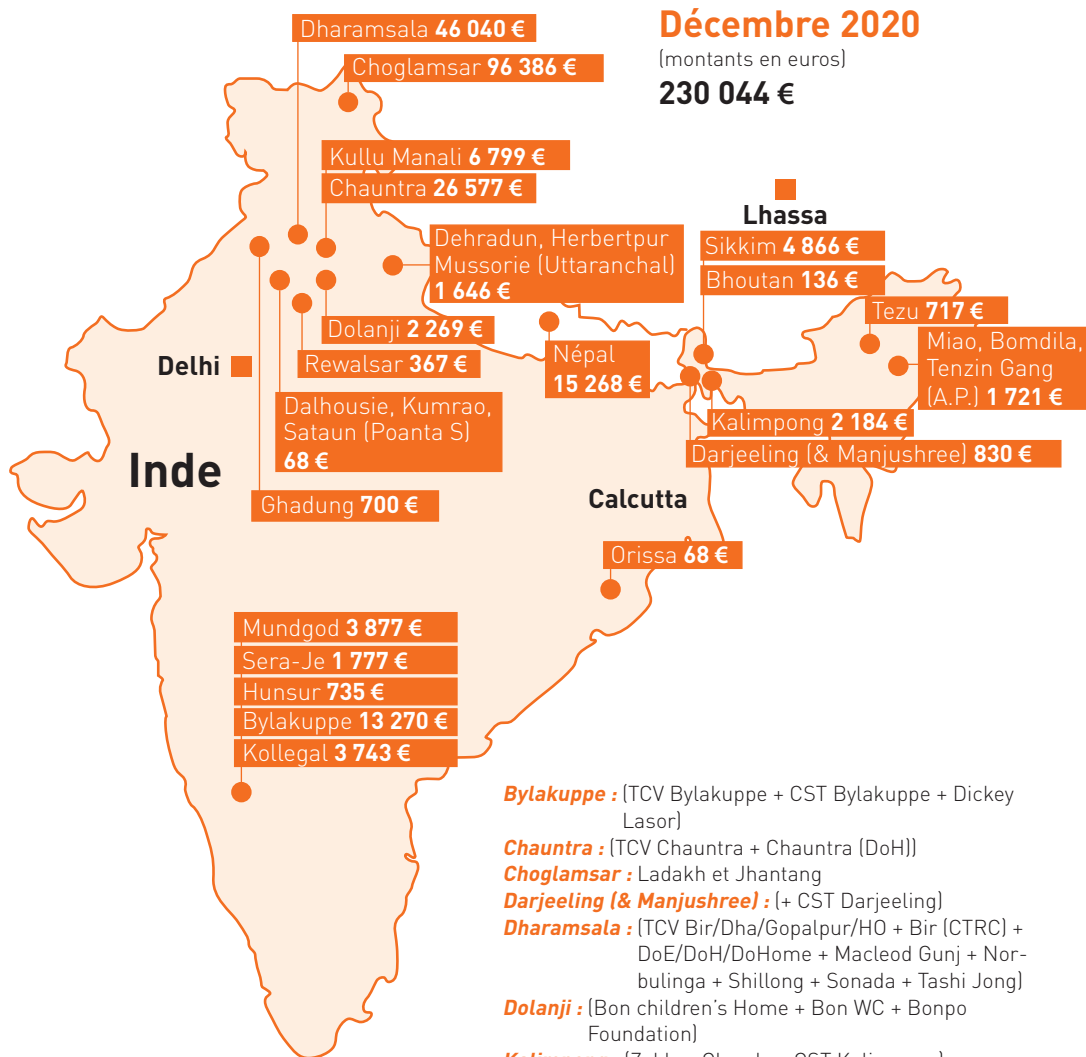 Dharamsala 46 040 €
Choglamsar 96 386 €
Décembre 2020
(montants en euros)
230 044 €
Kullu Manali 6 799 €
Chauntra 26 577 €
Lhassa
Dehradun, Herbertpur
Mussorie (Uttaranchal)
1 646 €
Sikkim 4 866 €
Bhoutan 136 €
Tezu 717 €
Dolanji 2 269 €
Rewalsar 367 €
Delhi
Népal
15 268 €
Miao, Bomdila,
Tenzin Gang
(A.P.) 1 721 €
Dalhousie, Kumrao,
Sataun (Poanta S)
68 €
Kalimpong 2 184 €
Darjeeling (& Manjushree) 830 €
Inde
Ghadung 700 €
Calcutta
Orissa 68 €
Mundgod 3 877 €
Sera-Je 1 777 €
Hunsur 735 €
Bylakuppe 13 270 €
Kollegal 3 743 €
Bylakuppe : (TCV Bylakuppe + CST Bylakuppe + Dickey
Lasor)
Chauntra : (TCV Chauntra + Chauntra (DoH))
Choglamsar : Ladakh et Jhantang
Darjeeling (& Manjushree) : (+ CST Darjeeling)
Dharamsala : (TCV Bir/Dha/Gopalpur/HO + Bir (CTRC) +
DoE/DoH/DoHome + Macleod Gunj + Nor-
bulinga + Shillong + Sonada + Tashi Jong)
Dolanji : (Bon children's Home + Bon WC + Bonpo
Foundation)